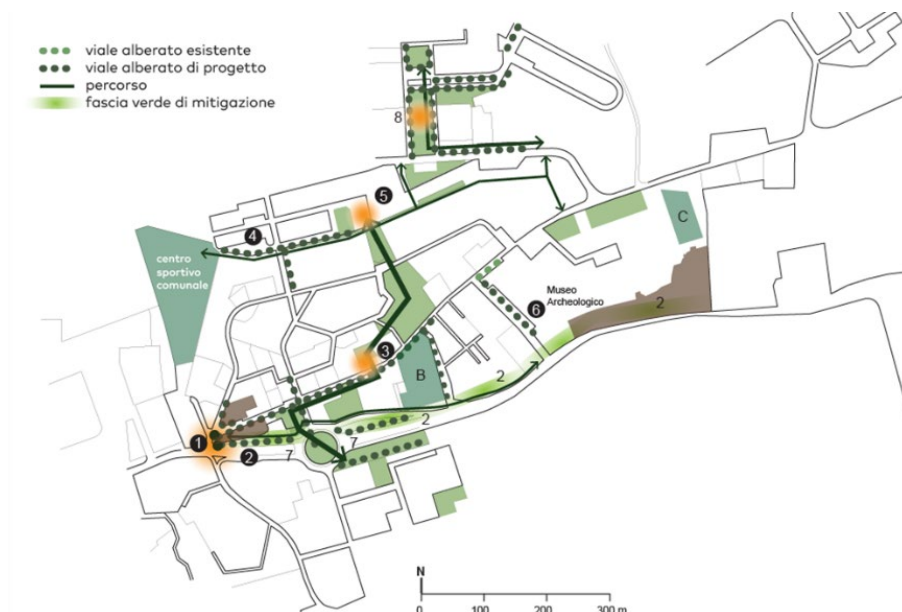 viale alberato esistente
viale alberato di progetto
percorso
fascia verde di mitigazione
8
5
4
C
centro
sportivo
comunale
Museo
Archeologico
6
2
3
B
2
2
1
2
7
7
N
0 100 200 300 m